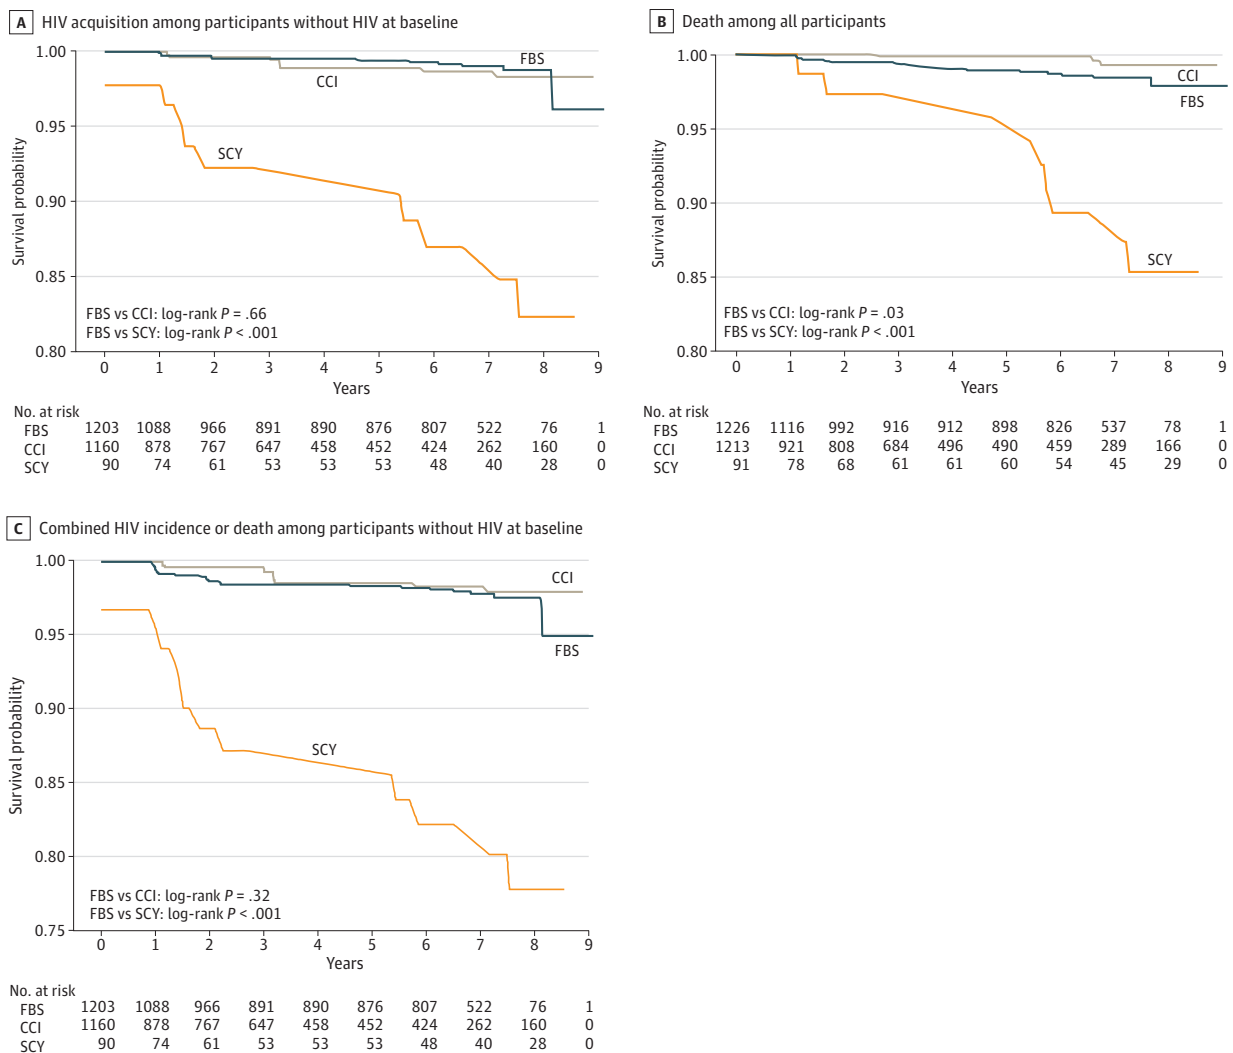 A HIV acquisition among participants without HIV at baseline
1.00
0.95
0.90
0.85
0.80
Survival probability
FBS
CCI
SCY
FBS vs CCI: log-rank P = .66
FBS vs SCY: log-rank P < .001
0 1 2 3 4 5 6 7 8 9
Years
No. at risk
FBS 1203 1088 966 891 890 876 807 522 76 1
CCI 1160 878 767 647 458 452 424 262 160 0
SCY 90 74 61 53 53 53 48 40 28 0
B Death among all participants
1.00
0.95
0.90
0.85
0.80
Survival probability
CCI
FBS
SCY
FBS vs CCI: log-rank P = .03
FBS vs SCY: log-rank P < .001
0 1 2 3 4 5 6 7 8 9
Years
No. at risk
FBS 1226 1116 992 916 912 898 826 537 78 1
CCI 1213 921 808 684 496 490 459 289 166 0
SCY 91 78 68 61 61 60 54 45 29 0
C Combined HIV incidence or death among participants without HIV at baseline
1.00
0.95
0.90
0.85
0.80
0.75
Survival probability
CCI
FBS
SCY
FBS vs CCI: log-rank P = .32
FBS vs SCY: log-rank P < .001
0 1 2 3 4 5 6 7 8 9
Years
No. at risk
FBS 1203 1088 966 891 890 876 807 522 76 1
CCI 1160 878 767 647 458 452 424 262 160 0
SCY 90 74 61 53 53 53 48 40 28 0